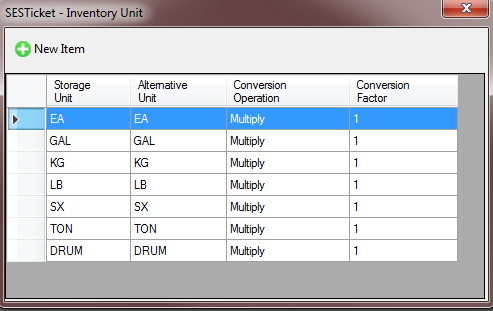 SESTicket - Inventory Unit
New Item
Storage Unit Alternative Unit Conversion Operation Conversion Factor
EA EA Multiply 1
GAL GAL Multiply 1
KG KG Multiply 1
LB LB Multiply 1
SX SX Multiply 1
TON TON Multiply 1
DRUM DRUM Multiply 1